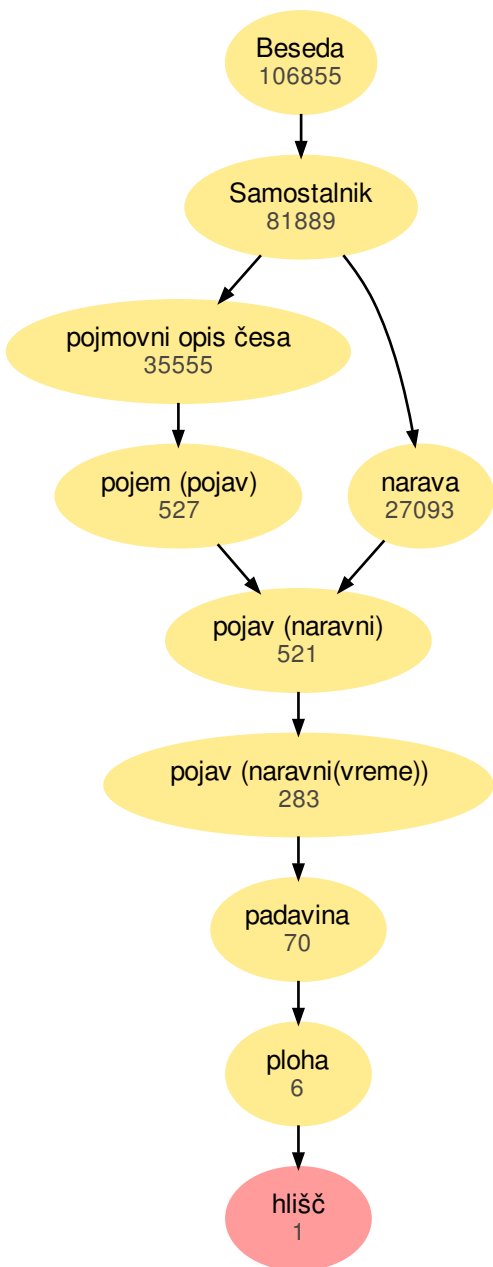 Beseda
106855
Samostalnik
81889
pojmovni opis česa
35555
pojem (pojav)
527
narava
27093
pojav (naravni)
521
pojav (naravni(vreme))
283
padavina
70
ploha
6
hlišč
1